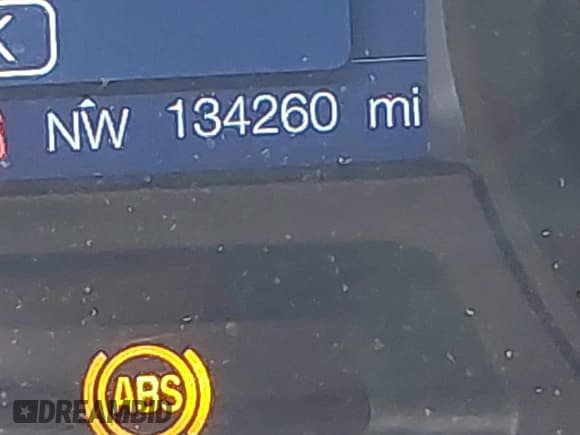 K
NW 134260 mi
ABS
DREAMBID